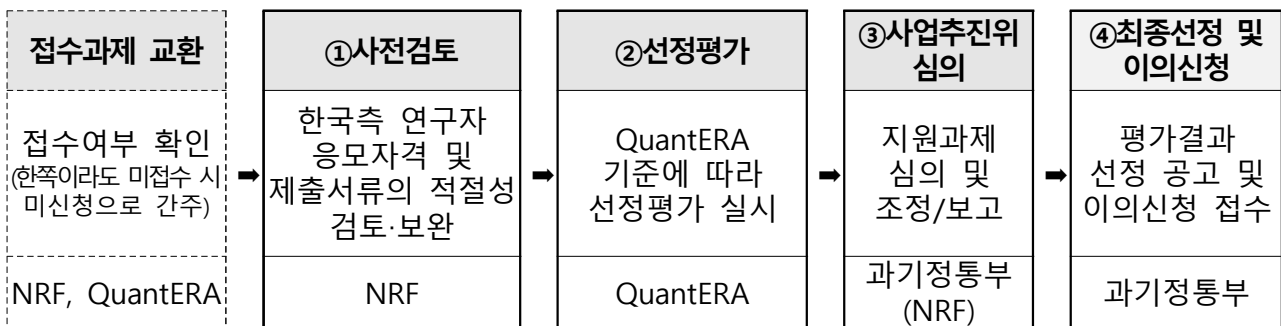 접수과제 교환
접수여부 확인
(한쪽이라도 미접수 시
미신청으로 간주)
NRF, QuantERA
➡
①사전검토
한국측 연구자
응모자격 및
제출서류의 적절성
검토·보완
NRF
➡
②선정평가
QuantERA
기준에 따라
선정평가 실시
QuantERA
➡
③사업추진위
심의
지원과제
심의 및
조정/보고
과기정통부
(NRF)
➡
④최종선정 및
이의신청
평가결과
선정 공고 및
이의신청 접수
과기정통부